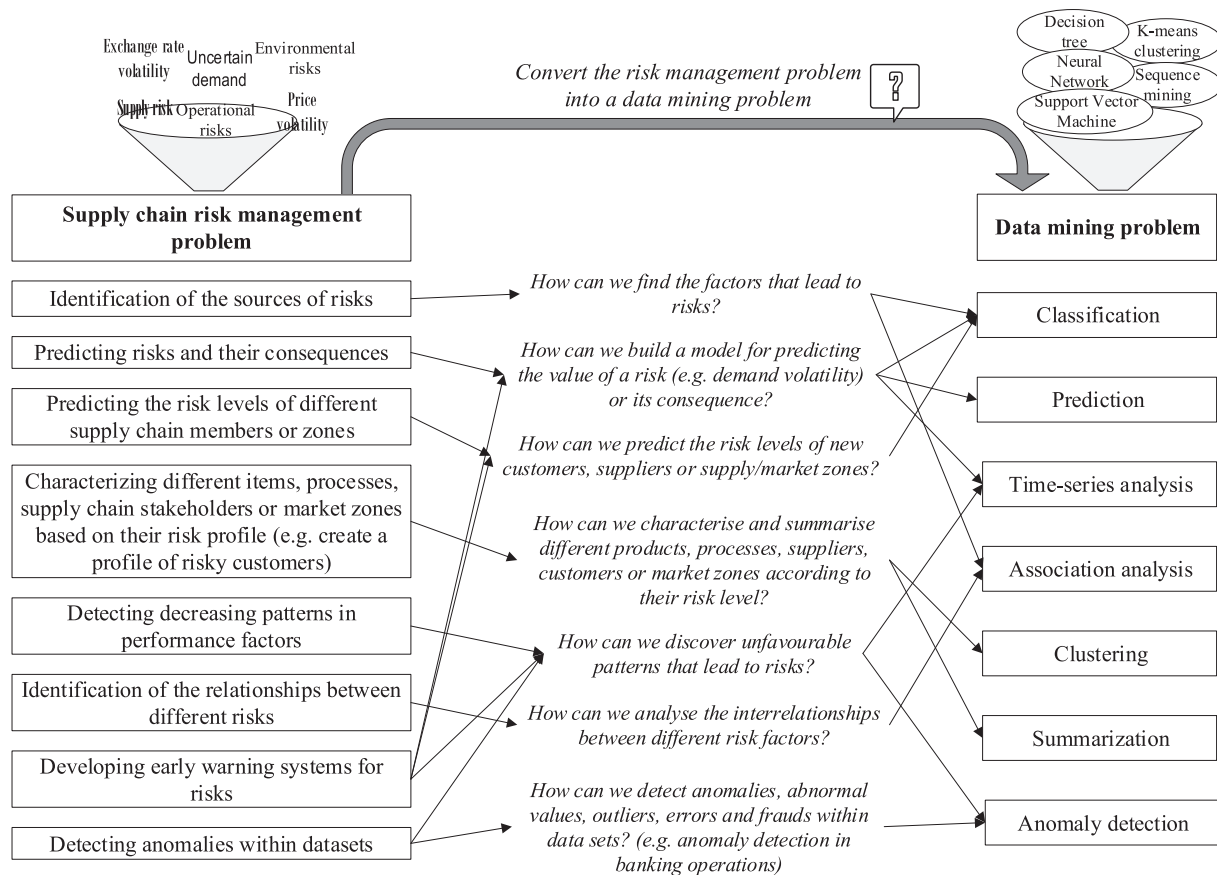 Exchange rate
volatility
Uncertain
demand
Environmental
risks
Supply risk
Operational
risks
Price
volatility
Convert the risk management problem
into a data mining problem
?
Decision
tree
K-means
clustering
Neural
Network
Sequence
mining
Support Vector
Machine
Supply chain risk management
problem
Data mining problem
Identification of the sources of risks
Predicting risks and their consequences
Predicting the risk levels of different
supply chain members or zones
Characterizing different items, processes,
supply chain stakeholders or market zones
based on their risk profile (e.g. create a
profile of risky customers)
Detecting decreasing patterns in
performance factors
Identification of the relationships between
different risks
Developing early warning systems for
risks
Detecting anomalies within datasets
How can we find the factors that lead to
risks?
How can we build a model for predicting
the value of a risk (e.g. demand volatility)
or its consequence?
How can we predict the risk levels of new
customers, suppliers or supply/market zones?
How can we characterise and summarise
different products, processes, suppliers,
customers or market zones according to
their risk level?
How can we discover unfavourable
patterns that lead to risks?
How can we analyse the interrelationships
between different risk factors?
How can we detect anomalies, abnormal
values, outliers, errors and frauds within
data sets? (e.g. anomaly detection in
banking operations)
Classification
Prediction
Time-series analysis
Association analysis
Clustering
Summarization
Anomaly detection